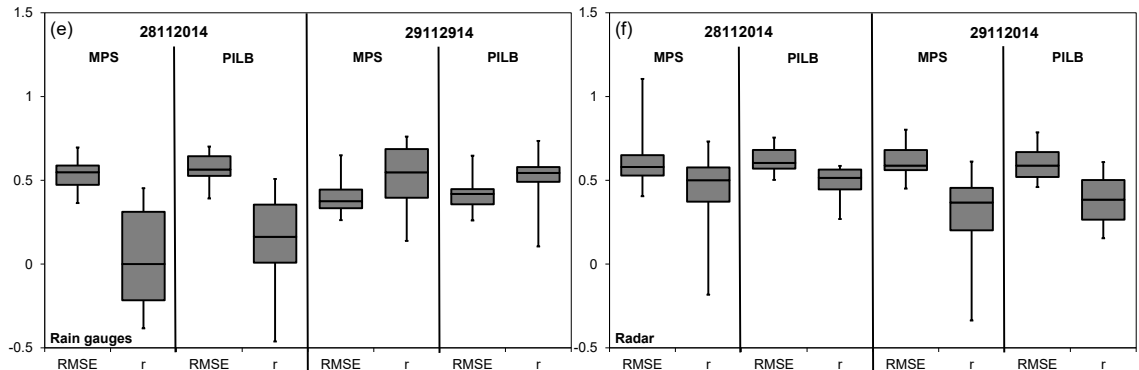 1.5
1
0.5
0
-0.5
(e)
28112014
29112914
MPS
PILB
MPS
PILB
Rain gauges
RMSE r RMSE r RMSE r RMSE r
1.5
1
0.5
0
-0.5
(f)
28112014
29112014
MPS
PILB
MPS
PILB
Radar
RMSE r RMSE r RMSE r RMSE r